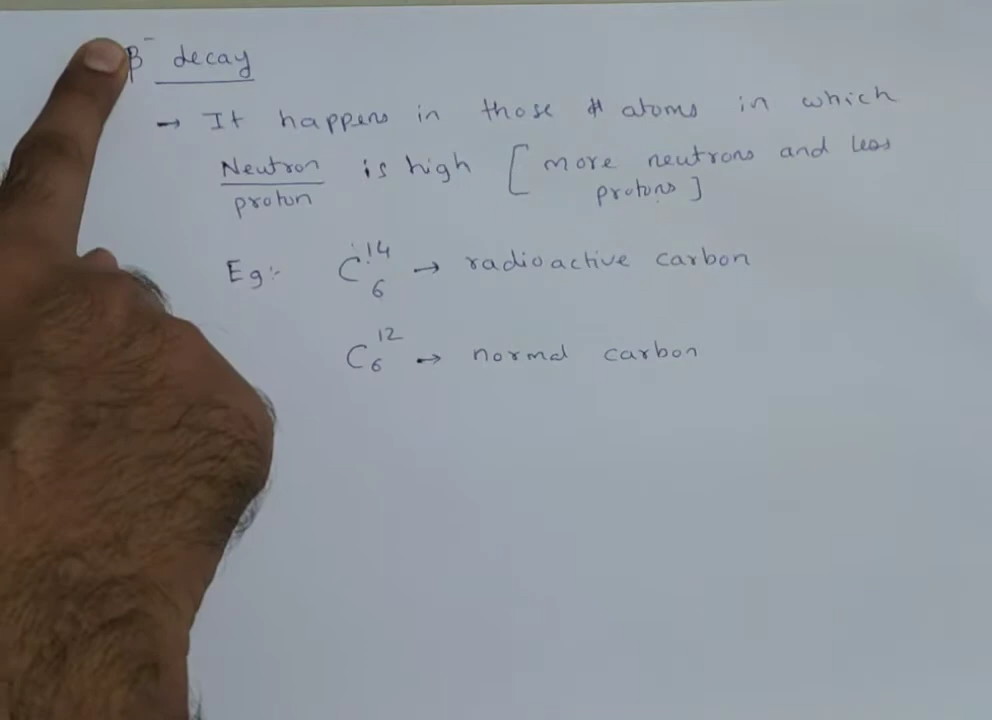 β⁻ decay
→ It happens in those atoms in which
Neutron/proton is high [ more neutrons and less
protons ]
Eg:- C¹⁴₆ → radioactive carbon
C¹²₆ → normal carbon